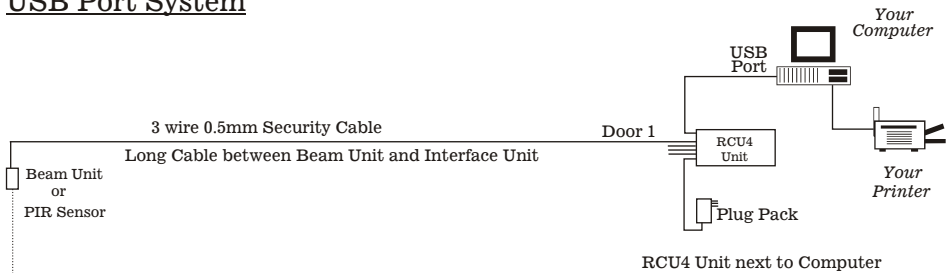 USB Port System
Your
Computer
USB
Port
3 wire 0.5mm Security Cable
Door 1
Long Cable between Beam Unit and Interface Unit
RCU4
Unit
Beam Unit
or
PIR Sensor
Your
Printer
Plug Pack
RCU4 Unit next to Computer